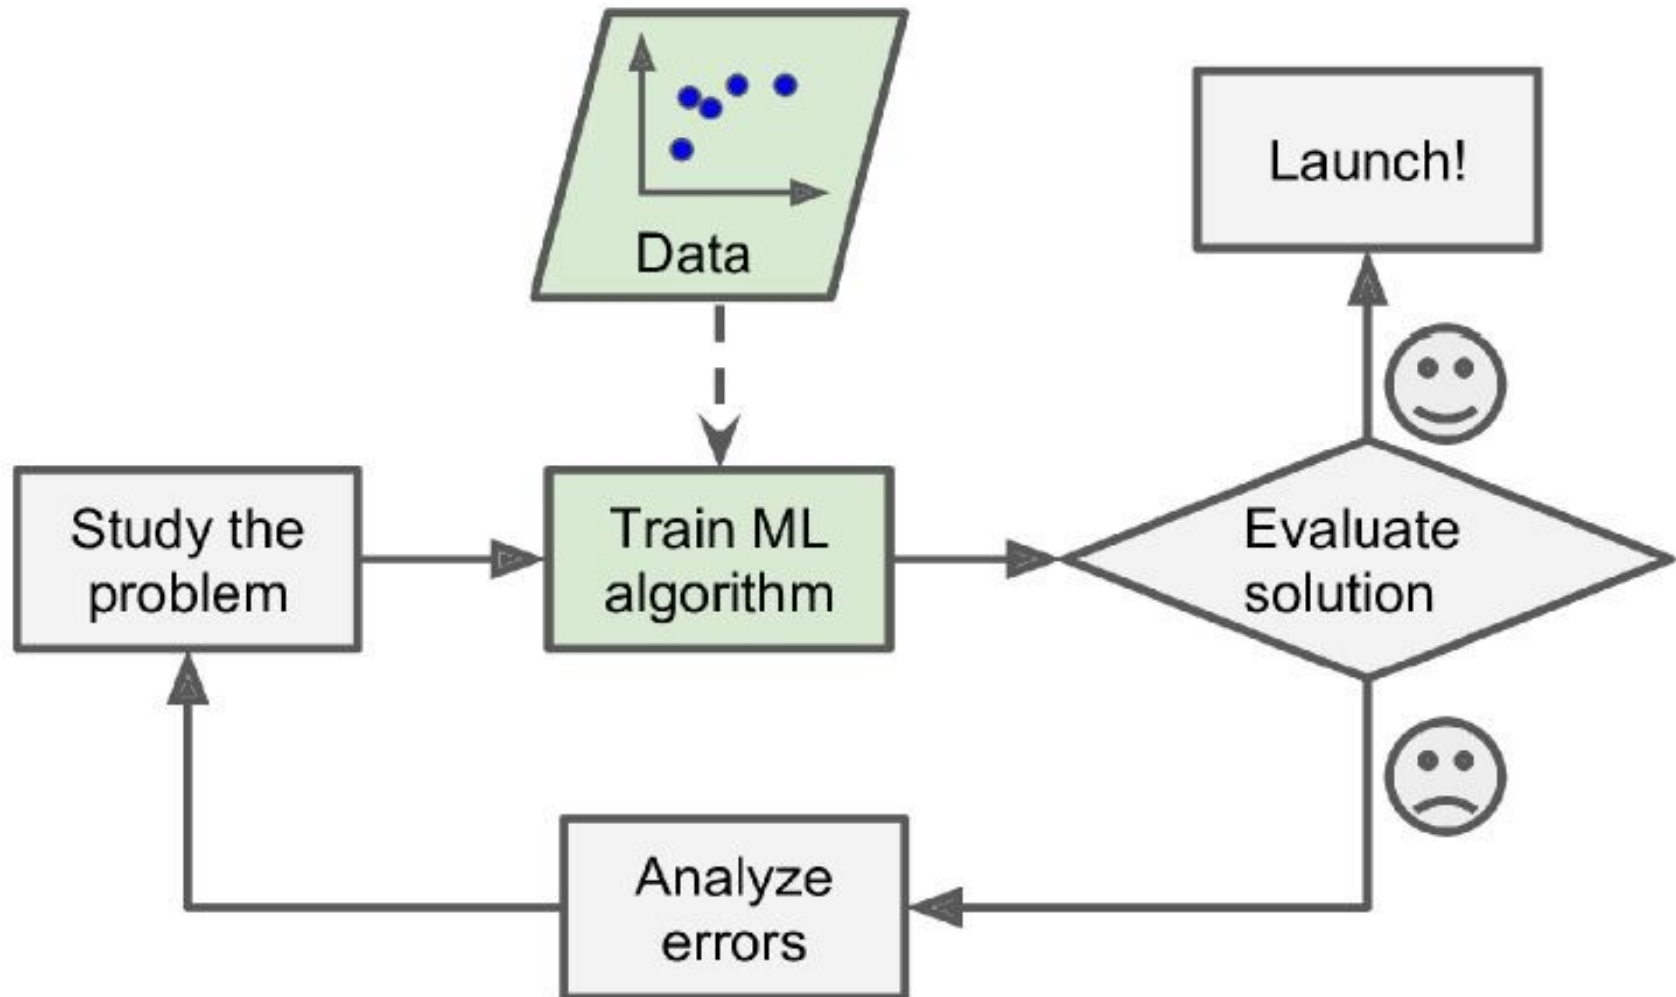 Data
Launch!
Study the
problem
Train ML
algorithm
Evaluate
solution
Analyze
errors